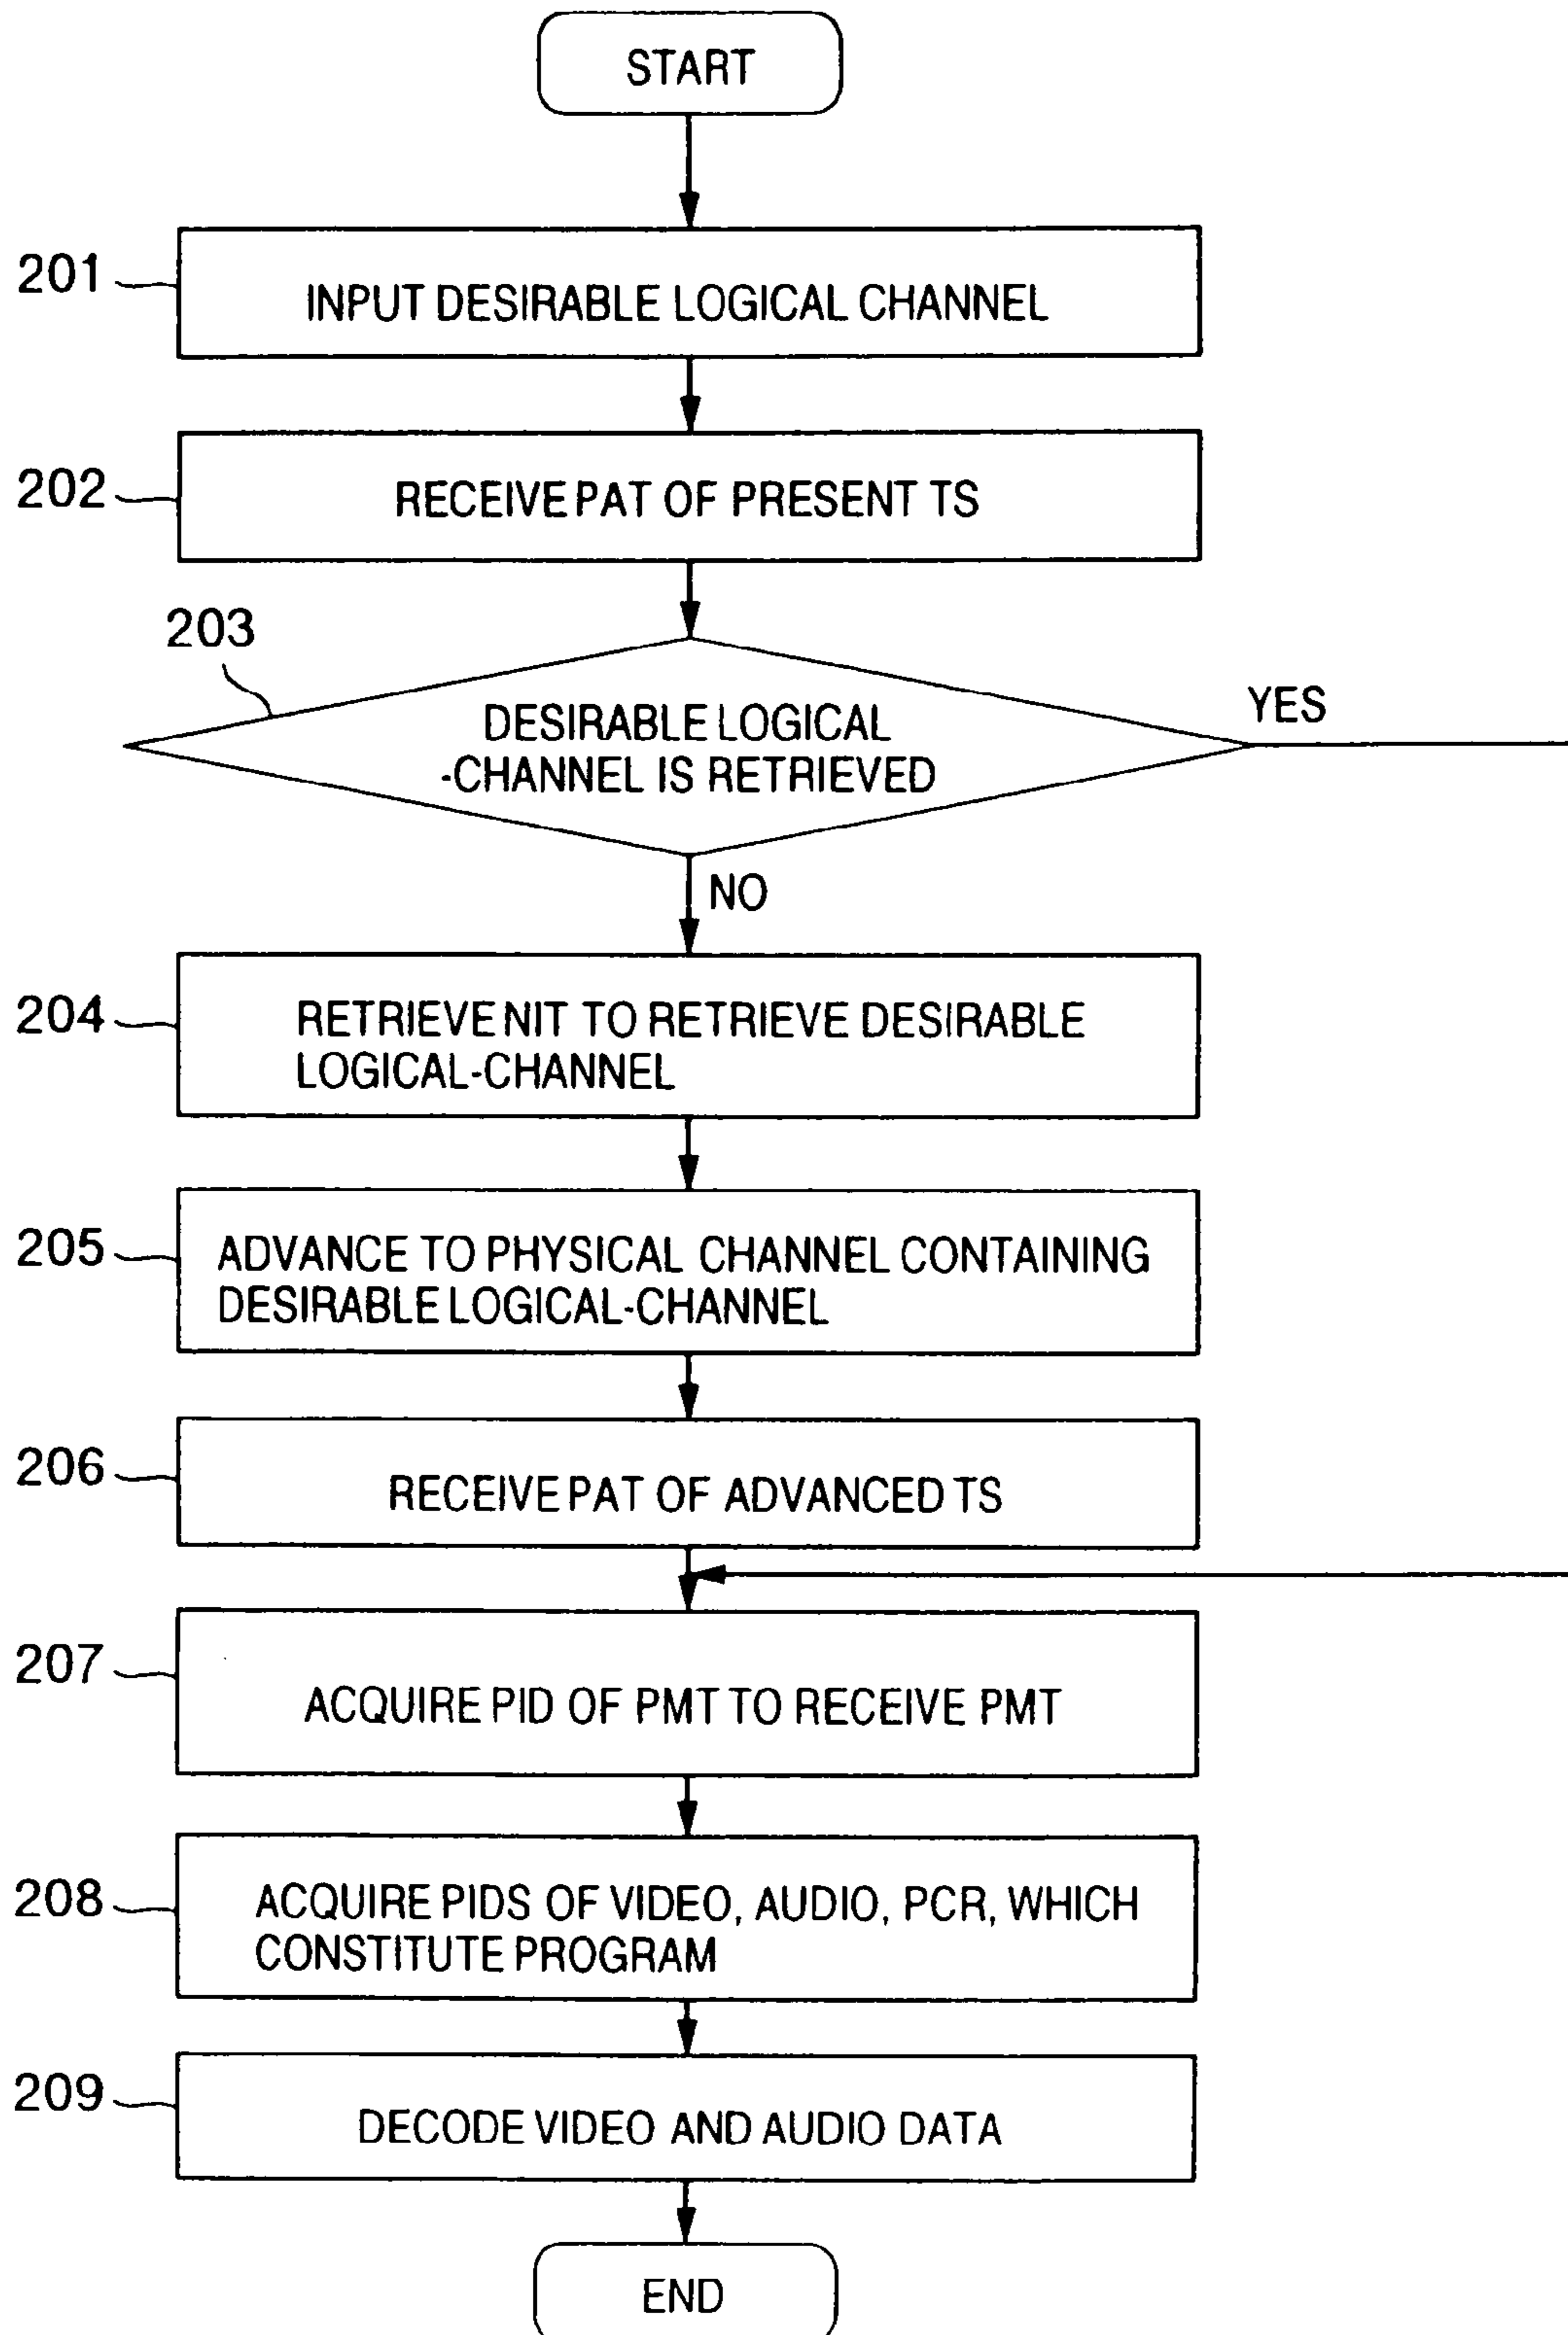 START
201
INPUT DESIRABLE LOGICAL CHANNEL
202
RECEIVE PAT OF PRESENT TS
203
DESIRABLE LOGICAL
-CHANNEL IS RETRIEVED
YES
NO
204
RETRIEVE NIT TO RETRIEVE DESIRABLE
LOGICAL-CHANNEL
205
ADVANCE TO PHYSICAL CHANNEL CONTAINING
DESIRABLE LOGICAL-CHANNEL
206
RECEIVE PAT OF ADVANCED TS
207
ACQUIRE PID OF PMT TO RECEIVE PMT
208
ACQUIRE PIDS OF VIDEO, AUDIO, PCR, WHICH
CONSTITUTE PROGRAM
209
DECODE VIDEO AND AUDIO DATA
END